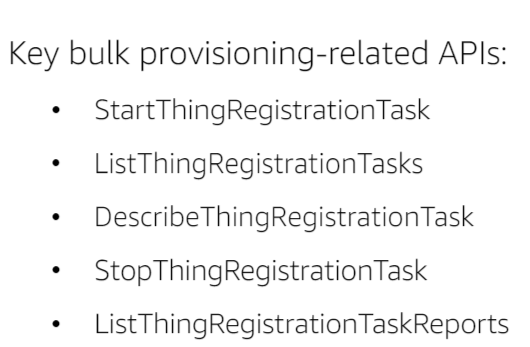 Key bulk provisioning-related APIs:
• StartThingRegistrationTask
• ListThingRegistrationTasks
• DescribeThingRegistrationTask
• StopThingRegistrationTask
• ListThingRegistrationTaskReports